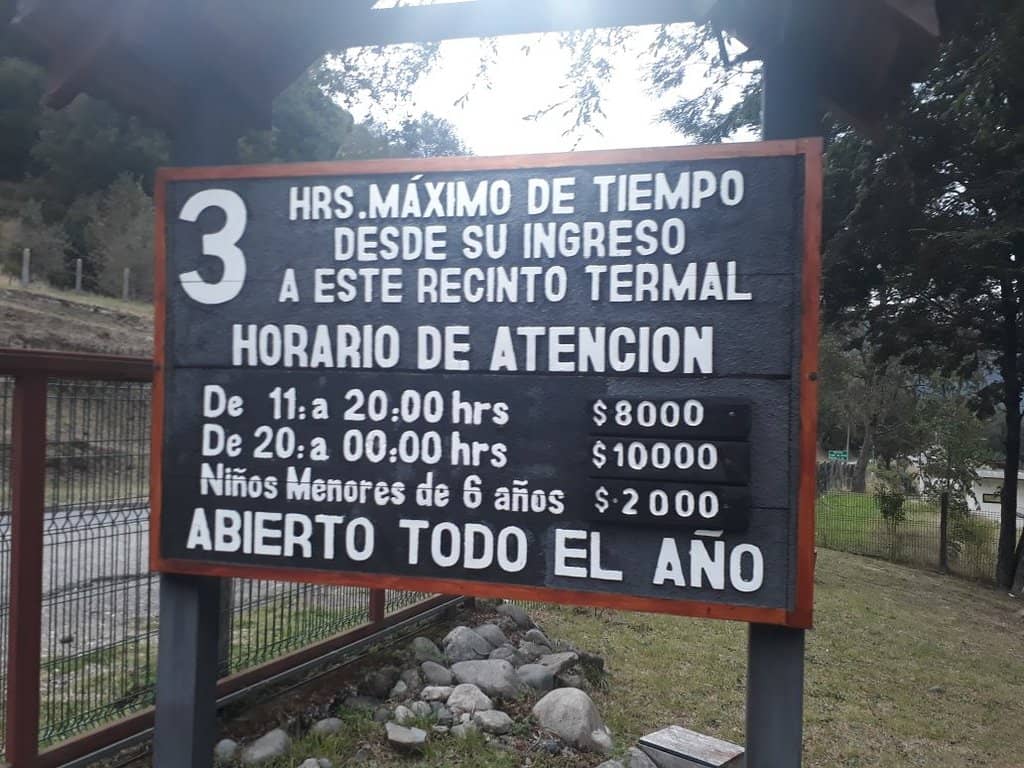 3 HRS.MÁXIMO DE TIEMPO
DESDE SU INGRESO
A ESTE RECINTO TERMAL
HORARIO DE ATENCION
De 11:a 20:00 hrs $8000
De 20:a 00:00 hrs $10000
Niños Menores de 6 años $2000
ABIERTO TODO EL AÑO